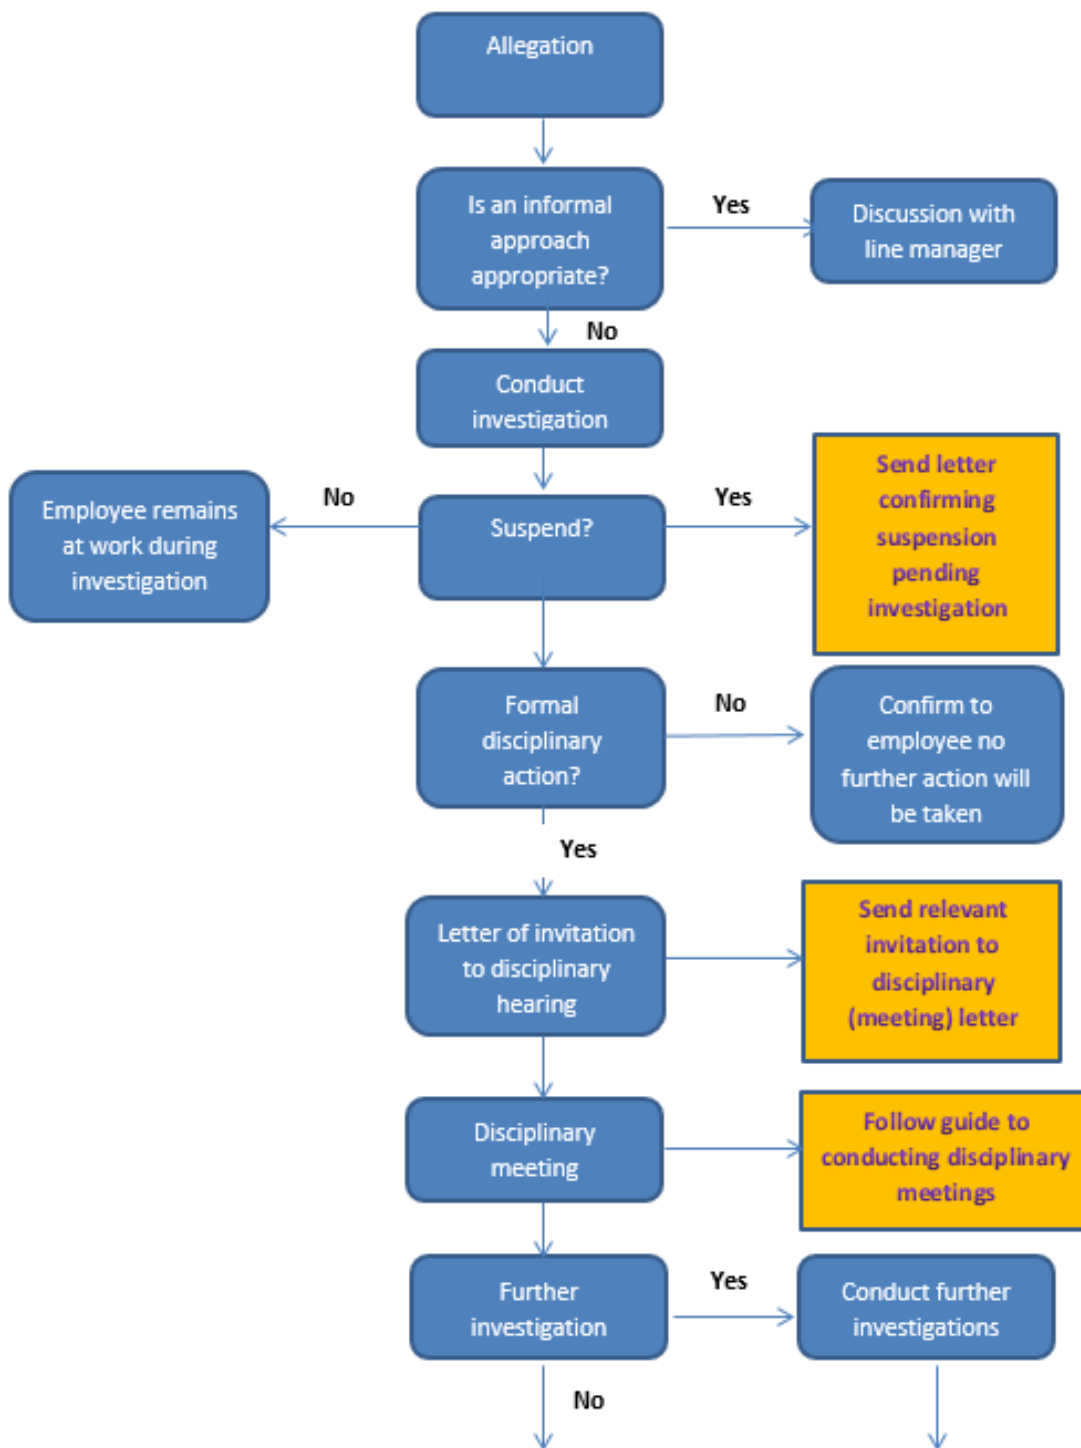 Allegation
Is an informal
approach
appropriate?
Yes
Discussion with
line manager
No
Conduct
investigation
Employee remains
at work during
investigation
No
Suspend?
Yes
Send letter
confirming
suspension
pending
investigation
Formal
disciplinary
action?
No
Confirm to
employee no
further action will
be taken
Yes
Letter of invitation
to disciplinary
hearing
Send relevant
invitation to
disciplinary
(meeting) letter
Disciplinary
meeting
Follow guide to
conducting disciplinary
meetings
Further
investigation
Yes
Conduct further
investigations
No